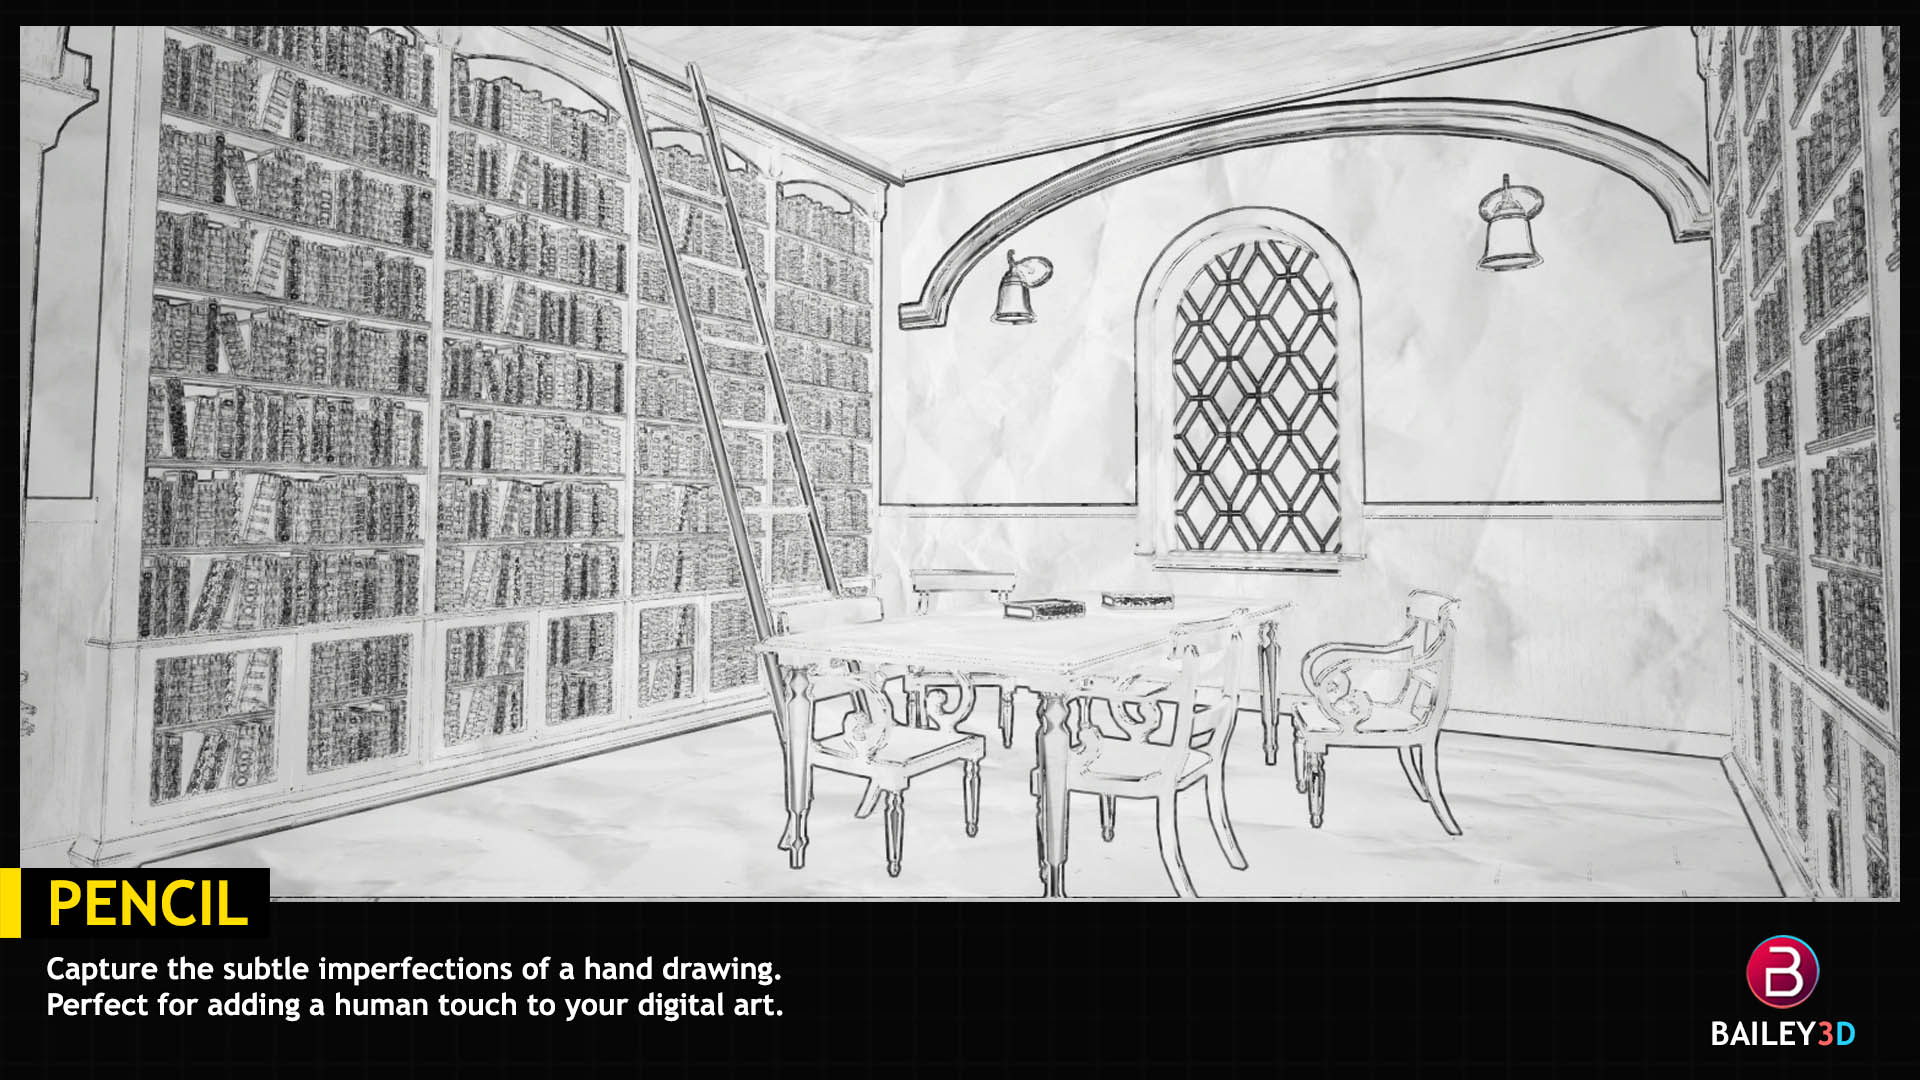 PENCIL
Capture the subtle imperfections of a hand drawing.
Perfect for adding a human touch to your digital art.
B
BAILEY3D